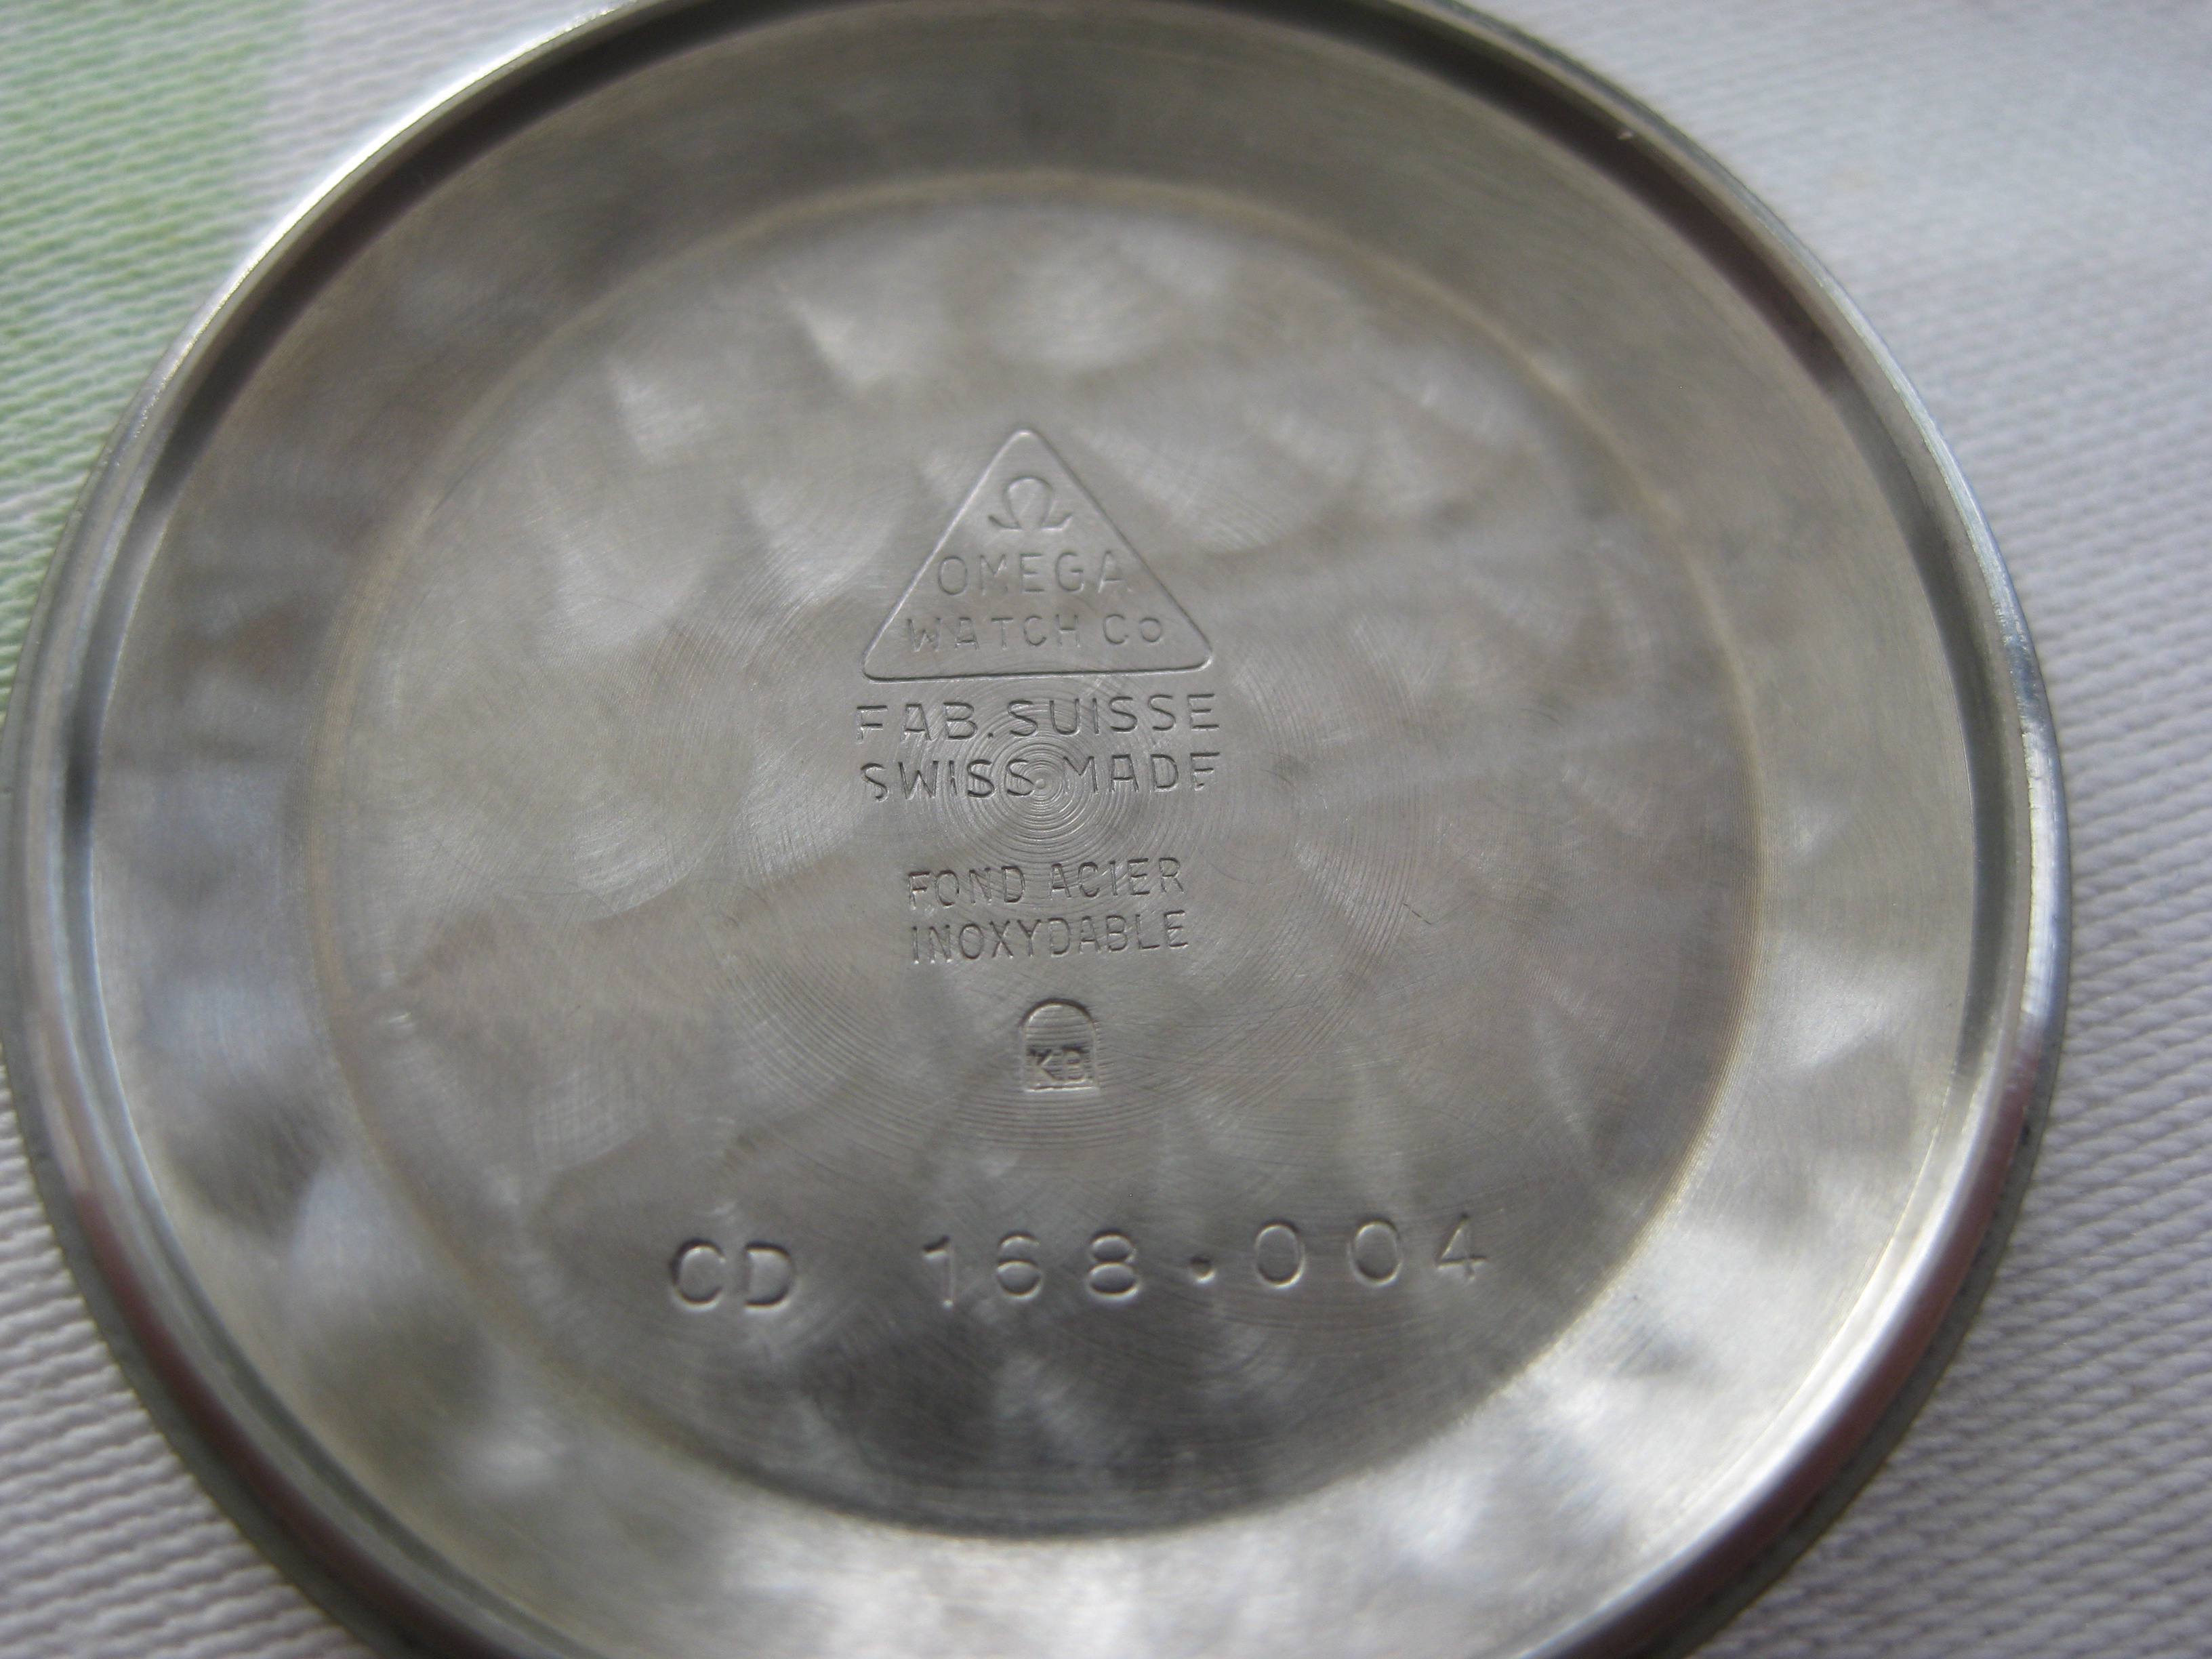 Ω
OMEGA
WATCH Co
FAB. SUISSE
SWISS MADE
FOND ACIER
INOXYDABLE
KB
CD 168.004